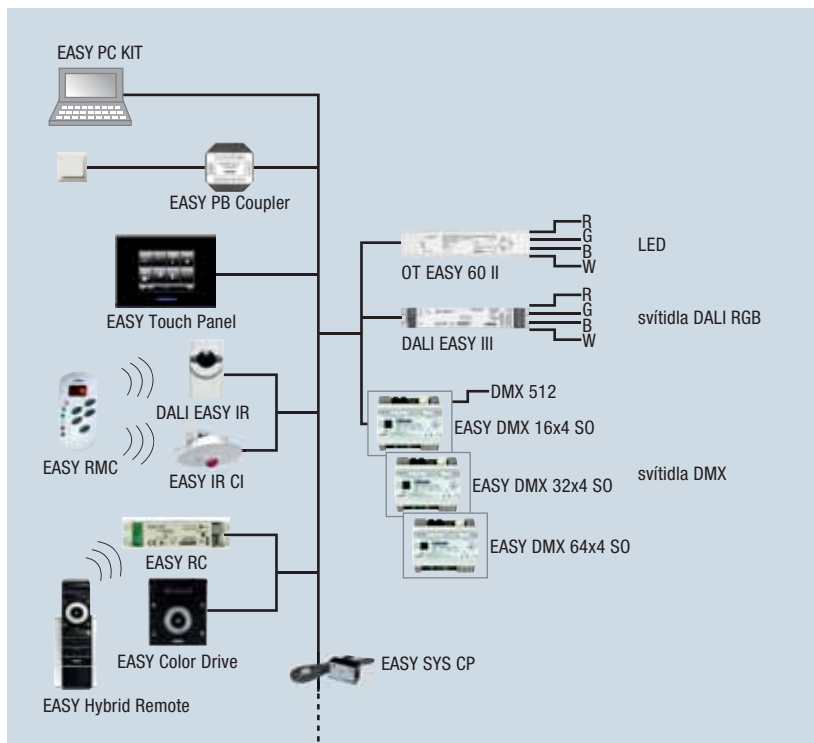 EASY PC KIT
EASY PB Coupler
EASY Touch Panel
DALI EASY IR
EASY RMC
EASY IR CI
EASY RC
EASY Color Drive
EASY Hybrid Remote
EASY SYS CP
R
G
B
W
OT EASY 60 II
LED
R
G
B
W
DALI EASY III
svítidla DALI RGB
DMX 512
EASY DMX 16x4 SO
EASY DMX 32x4 SO
svítidla DMX
EASY DMX 64x4 SO